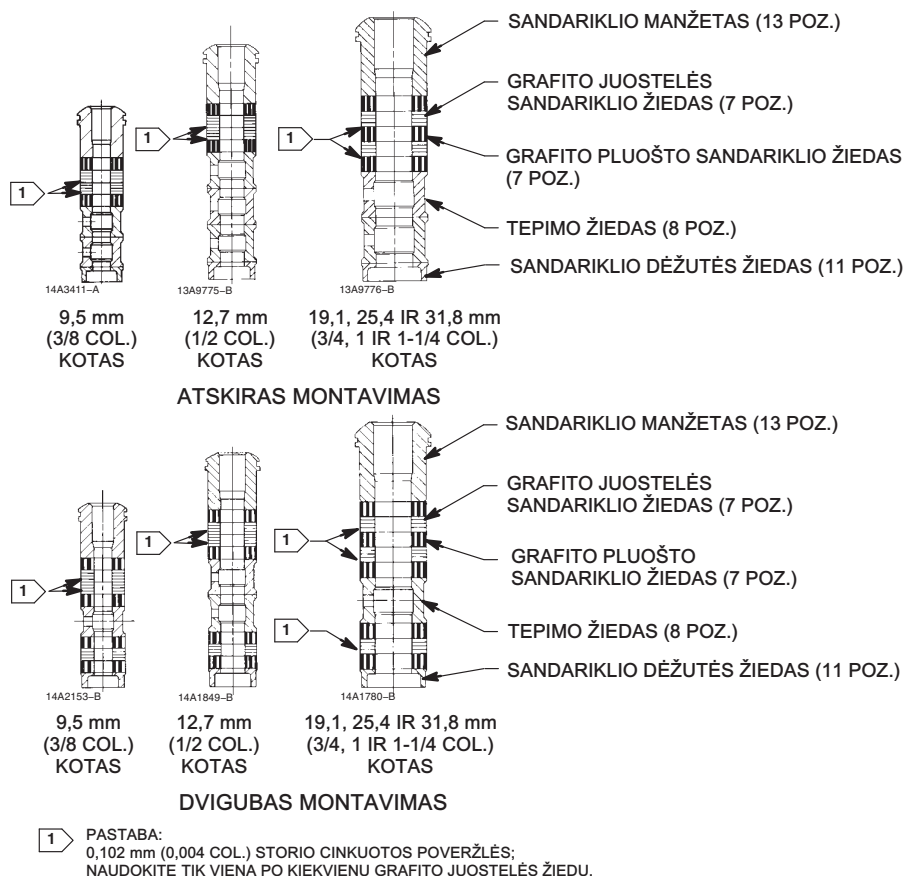 SANDARIKLIO MANŽETAS (13 POZ.)
GRAFITO JUOSTELĖS
SANDARIKLIO ŽIEDAS (7 POZ.)
1
1
1
GRAFITO PLUOŠTO SANDARIKLIO ŽIEDAS
(7 POZ.)
TEPIMO ŽIEDAS (8 POZ.)
SANDARIKLIO DĖŽUTĖS ŽIEDAS (11 POZ.)
14A3411–A
13A9775–B
13A9776–B
9,5 mm
(3/8 COL.)
KOTAS
12,7 mm
(1/2 COL.)
KOTAS
19,1, 25,4 IR 31,8 mm
(3/4, 1 IR 1-1/4 COL.)
KOTAS
ATSKIRAS MONTAVIMAS
SANDARIKLIO MANŽETAS (13 POZ.)
GRAFITO JUOSTELĖS
SANDARIKLIO ŽIEDAS (7 POZ.)
1
1
1
GRAFITO PLUOŠTO
SANDARIKLIO ŽIEDAS (7 POZ.)
1
TEPIMO ŽIEDAS (8 POZ.)
SANDARIKLIO DĖŽUTĖS ŽIEDAS (11 POZ.)
14A2153–B
14A1849–B
14A1780–B
9,5 mm
(3/8 COL.)
KOTAS
12,7 mm
(1/2 COL.)
KOTAS
19,1, 25,4 IR 31,8 mm
(3/4, 1 IR 1-1/4 COL.)
KOTAS
DVIGUBAS MONTAVIMAS
1 PASTABA:
0,102 mm (0,004 COL.) STORIO CINKUOTOS POVERŽLĖS;
NAUDOKITE TIK VIENA PO KIEKVIENU GRAFITO JUOSTELĖS ŽIEDU.